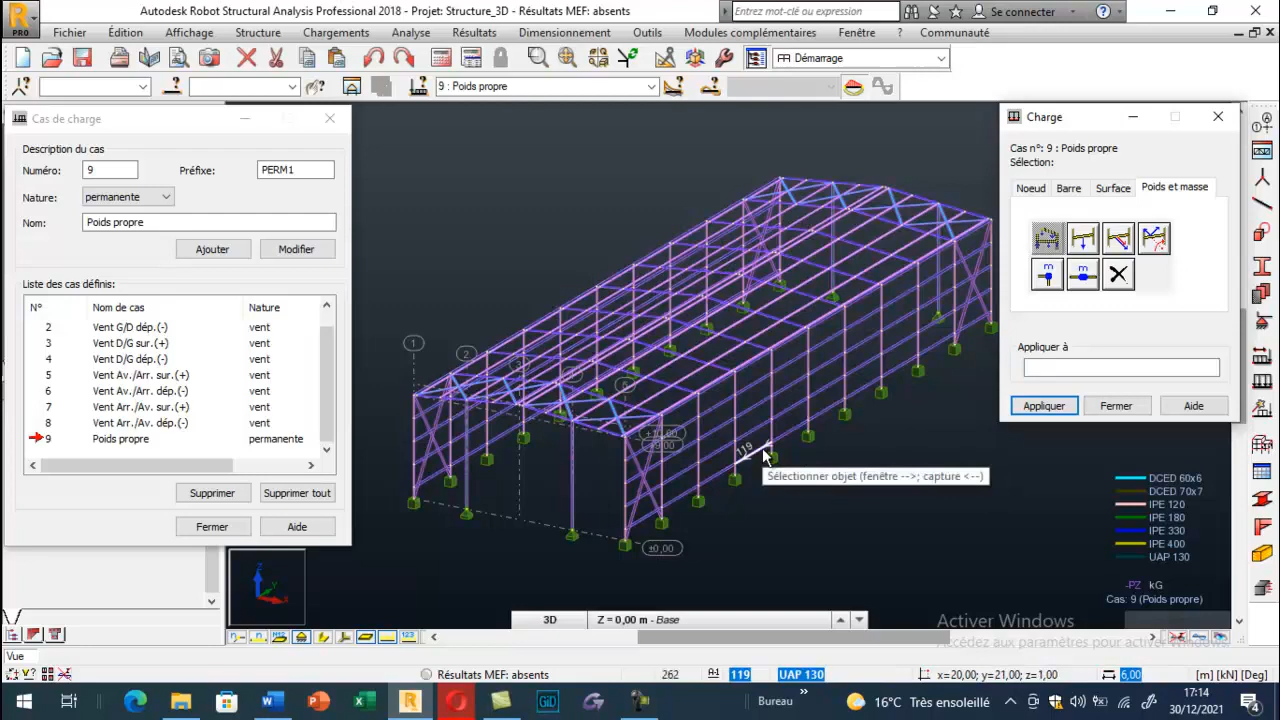 PRO
Autodesk Robot Structural Analysis Professional 2018 - Projet: Structure_3D - Résultats MEF: absents
Entrez mot-clé ou expression
Se connecter
?
Fichier Édition Affichage Structure Chargements Analyse Résultats Dimensionnement Outils Modules complémentaires Fenêtre ? Communauté
Démarrage
9 : Poids propre
Cas de charge
Description du cas
Numéro: 9 Préfixe: PERM1
Nature: permanente
Nom: Poids propre
Ajouter Modifier
Liste des cas définis:
N° Nom de cas Nature
2 Vent G/D dép.(-) vent
3 Vent D/G sur.(+) vent
4 Vent D/G dép.(-) vent
5 Vent Av./Arr. sur.(+) vent
6 Vent Av./Arr. dép.(-) vent
7 Vent Arr./Av. sur.(+) vent
8 Vent Arr./Av. dép.(-) vent
9 Poids propre permanente
Supprimer Supprimer tout
Fermer Aide
1
2
119
Sélectionner objet (fenêtre -->; capture <--)
±0,00
Charge
Cas n°: 9 : Poids propre
Sélection:
Noeud Barre Surface Poids et masse
m m
Appliquer à
Appliquer Fermer Aide
DCED 60x6
DCED 70x7
IPE 120
IPE 180
IPE 330
IPE 400
UAP 130
-PZ kG
Cas: 9 (Poids propre)
Z
Y
X
3D Z = 0,00 m - Base
Activer Windows
Accédez aux paramètres pour activer Windows.
Vue
Résultats MEF: absents 262 119 UAP 130 x=20,00; y=21,00; z=1,00 6,00 [m] [kN] [Deg]
Bureau
16°C Très ensoleillé
17:14
30/12/2021
4